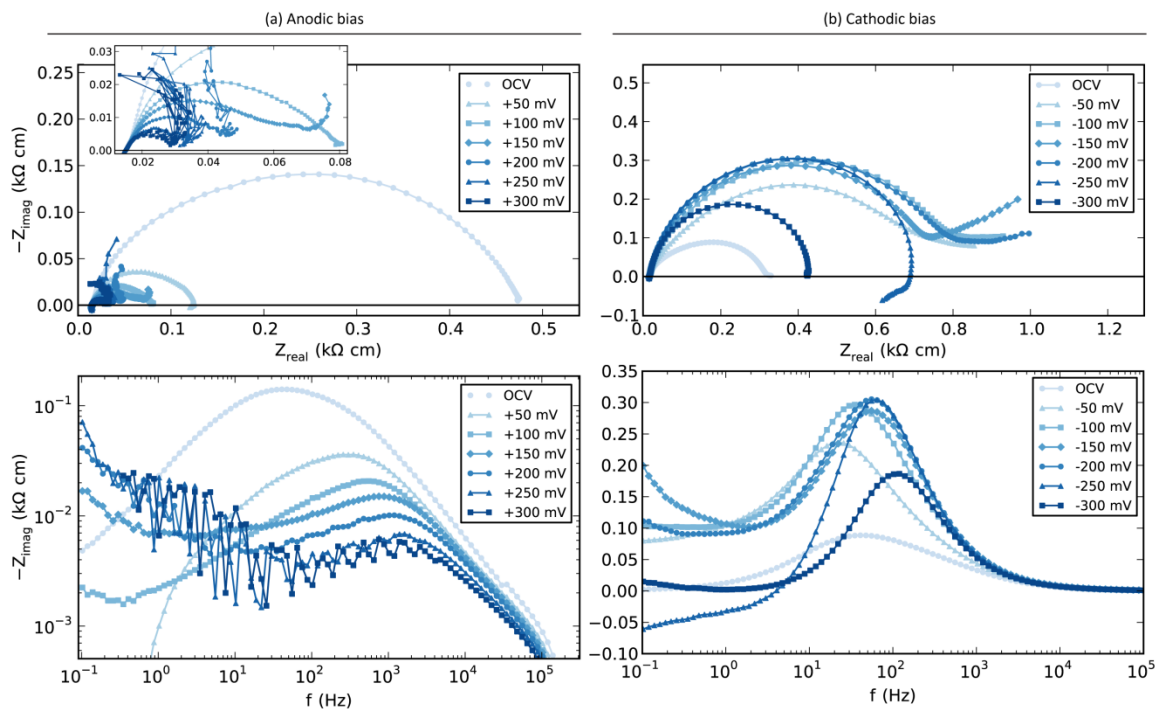 (a) Anodic bias
(b) Cathodic bias
0.03
0.02
0.01
0.00
0.02 0.04 0.06 0.08
0.25
0.20
0.15
0.10
0.05
0.00
−Z_imag (kΩ cm)
0.0 0.1 0.2 0.3 0.4 0.5
Z_real (kΩ cm)
OCV
+50 mV
+100 mV
+150 mV
+200 mV
+250 mV
+300 mV
0.5
0.4
0.3
0.2
0.1
0.0
−0.1
0.0 0.2 0.4 0.6 0.8 1.0 1.2
Z_real (kΩ cm)
OCV
-50 mV
-100 mV
-150 mV
-200 mV
-250 mV
-300 mV
10⁻¹
10⁻²
10⁻³
−Z_imag (kΩ cm)
10⁻¹ 10⁰ 10¹ 10² 10³ 10⁴ 10⁵
f (Hz)
OCV
+50 mV
+100 mV
+150 mV
+200 mV
+250 mV
+300 mV
0.35
0.30
0.25
0.20
0.15
0.10
0.05
0.00
−0.05
−0.10
10⁻¹ 10⁰ 10¹ 10² 10³ 10⁴ 10⁵
f (Hz)
OCV
-50 mV
-100 mV
-150 mV
-200 mV
-250 mV
-300 mV